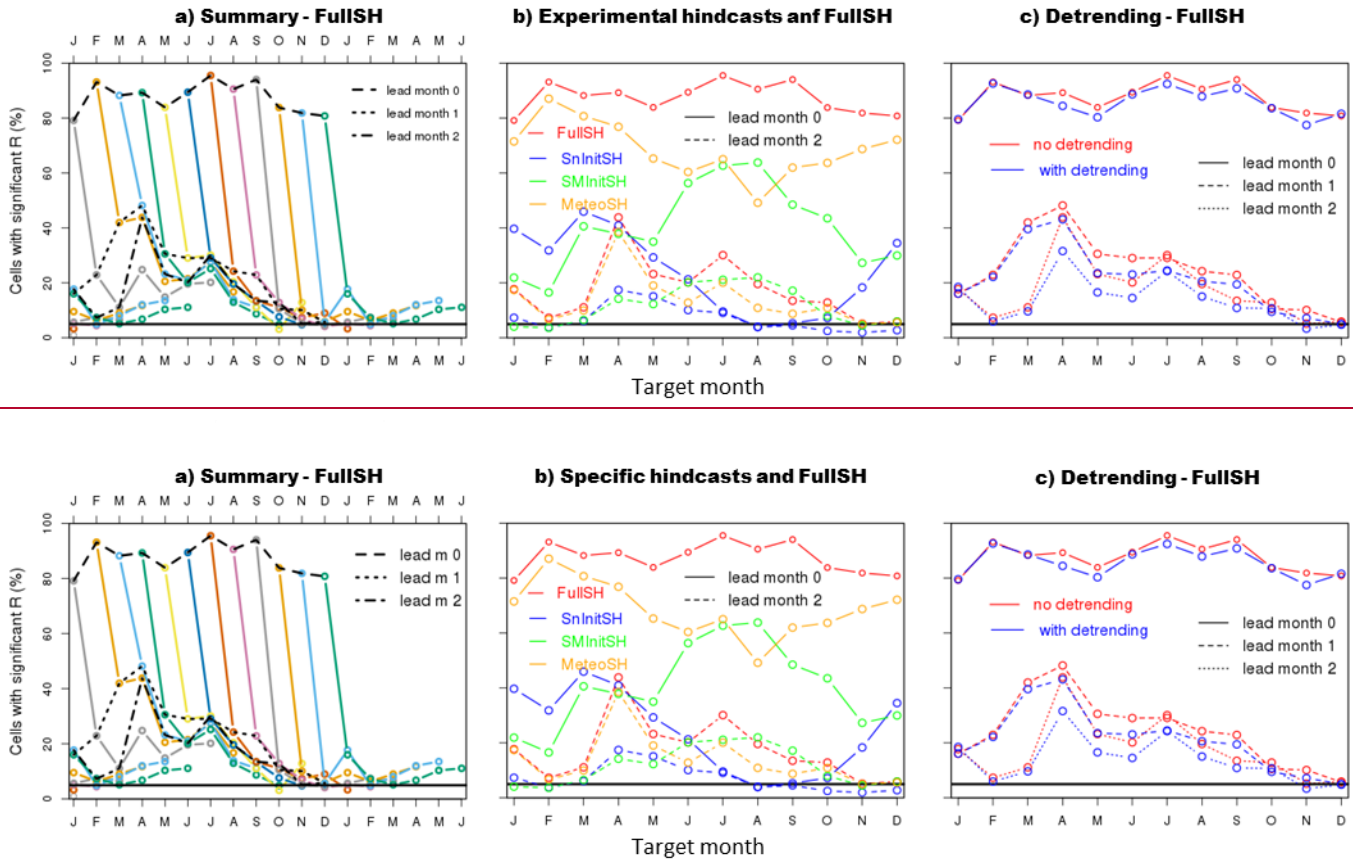 a) Summary - FullSH
b) Experimental hindcasts anf FullSH
c) Detrending - FullSH
J F M A M J J A S O N D J F M A M J
Cells with significant R (%)
100
80
60
40
20
0
lead month 0
lead month 1
lead month 2
J F M A M J J A S O N D J F M A M J
FullSH
SnInitSH
SMInitSH
MeteoSH
lead month 0
lead month 2
J F M A M J J A S O N D
no detrending
with detrending
lead month 0
lead month 1
lead month 2
J F M A M J J A S O N D
Target month
a) Summary - FullSH
b) Specific hindcasts and FullSH
c) Detrending - FullSH
J F M A M J J A S O N D J F M A M J
Cells with significant R (%)
100
80
60
40
20
0
lead m 0
lead m 1
lead m 2
J F M A M J J A S O N D J F M A M J
FullSH
SnInitSH
SMInitSH
MeteoSH
lead month 0
lead month 2
J F M A M J J A S O N D
no detrending
with detrending
lead month 0
lead month 1
lead month 2
J F M A M J J A S O N D
Target month